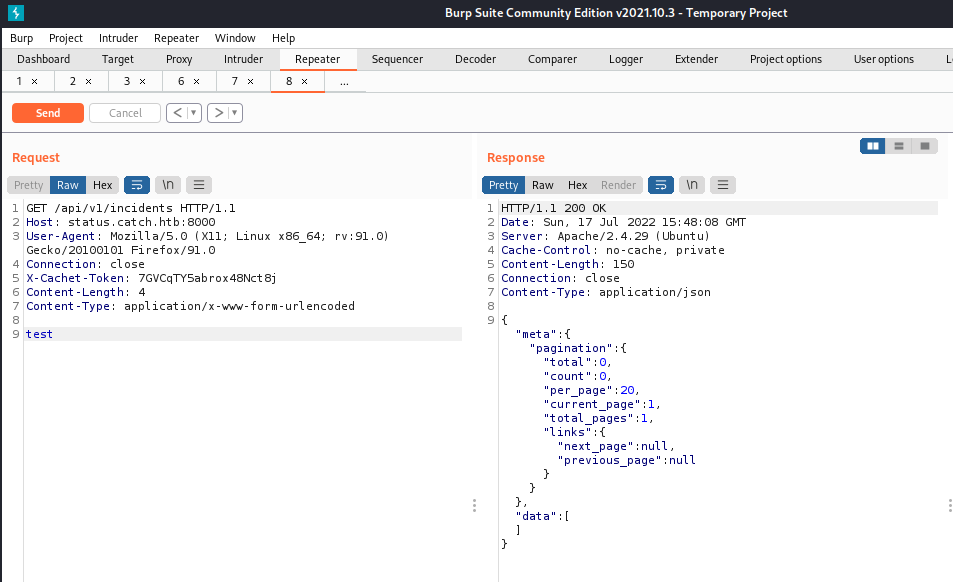 Burp Suite Community Edition v2021.10.3 - Temporary Project
Burp Project Intruder Repeater Window Help
Dashboard Target Proxy Intruder Repeater Sequencer Decoder Comparer Logger Extender Project options User options
1 × 2 × 3 × 6 × 7 × 8 × ...
Send Cancel < ▼ > ▼
Request
Pretty Raw Hex \n
1 GET /api/v1/incidents HTTP/1.1
2 Host: status.catch.htb:8000
3 User-Agent: Mozilla/5.0 (X11; Linux x86_64; rv:91.0)
Gecko/20100101 Firefox/91.0
4 Connection: close
5 X-Cachet-Token: 7GVCqTY5abrox48Nct8j
6 Content-Length: 4
7 Content-Type: application/x-www-form-urlencoded
8
9 test
Response
Pretty Raw Hex Render \n
1 HTTP/1.1 200 OK
2 Date: Sun, 17 Jul 2022 15:48:08 GMT
3 Server: Apache/2.4.29 (Ubuntu)
4 Cache-Control: no-cache, private
5 Content-Length: 150
6 Connection: close
7 Content-Type: application/json
8
9 {
"meta":{
"pagination":{
"total":0,
"count":0,
"per_page":20,
"current_page":1,
"total_pages":1,
"links":{
"next_page":null,
"previous_page":null
}
}
},
"data":[
]
}